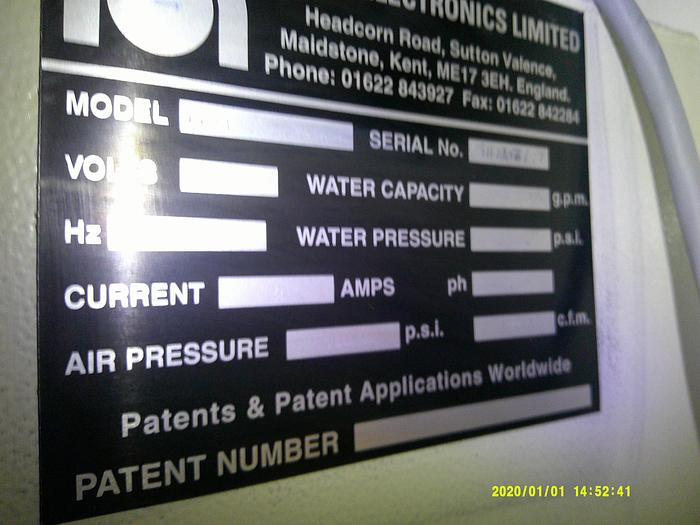 ELECTRONICS LIMITED
Headcorn Road, Sutton Valence,
Maidstone, Kent, ME17 3EH. England.
Phone: 01622 843927 Fax: 01622 842284
MODEL SERIAL No.
VOLTS WATER CAPACITY g.p.m.
Hz WATER PRESSURE p.s.i.
CURRENT AMPS ph
AIR PRESSURE p.s.i. c.f.m.
Patents & Patent Applications Worldwide
PATENT NUMBER
2020/01/01 14:52:41